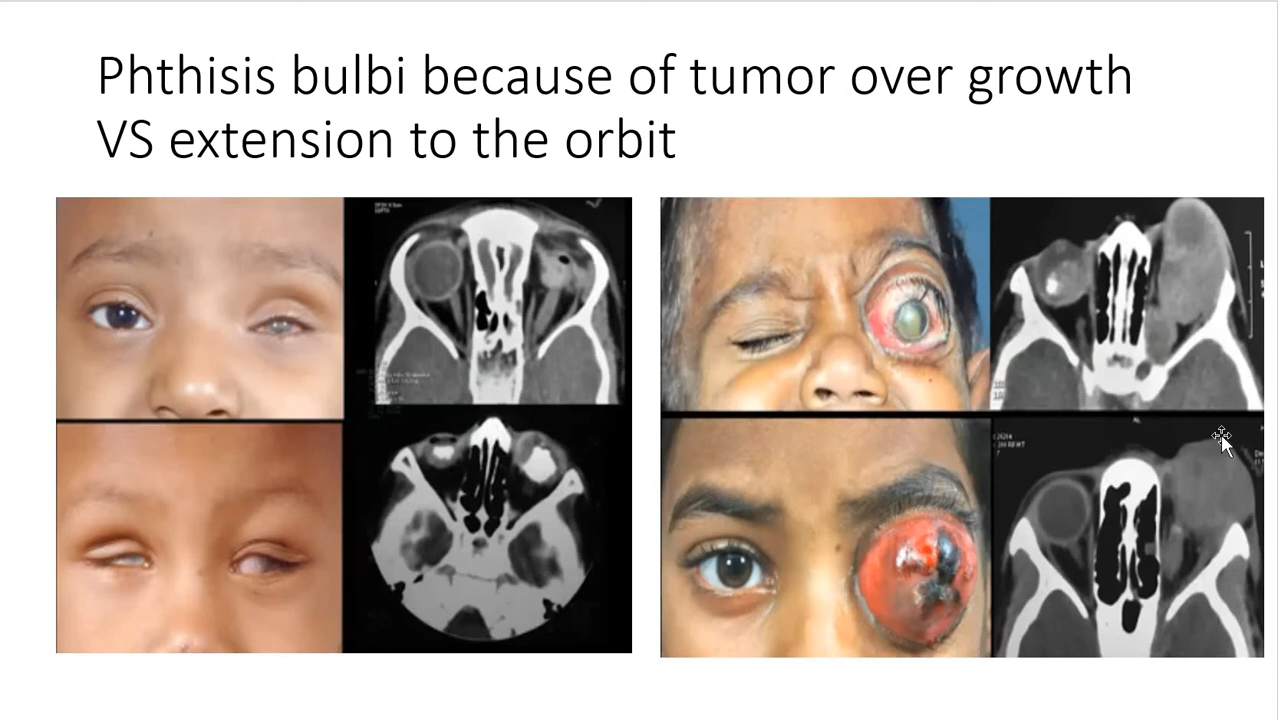 Phthisis bulbi because of tumor over growth
VS extension to the orbit